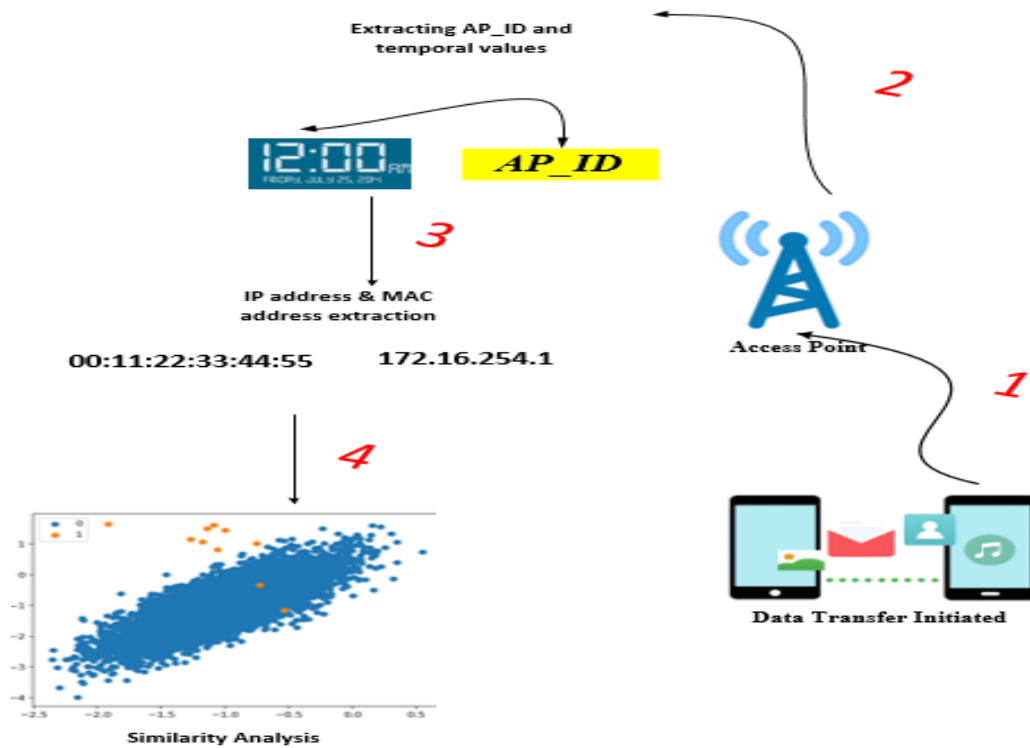 Extracting AP_ID and
temporal values
2
12:00 AM
FRIDAY, JULY 25, 2014
AP_ID
3
IP address & MAC
address extraction
00:11:22:33:44:55
172.16.254.1
Access Point
1
4
0
1
1
0
−1
−2
−3
−4
−2.5
−2.0
−1.5
−1.0
−0.5
0.0
0.5
Similarity Analysis
Data Transfer Initiated